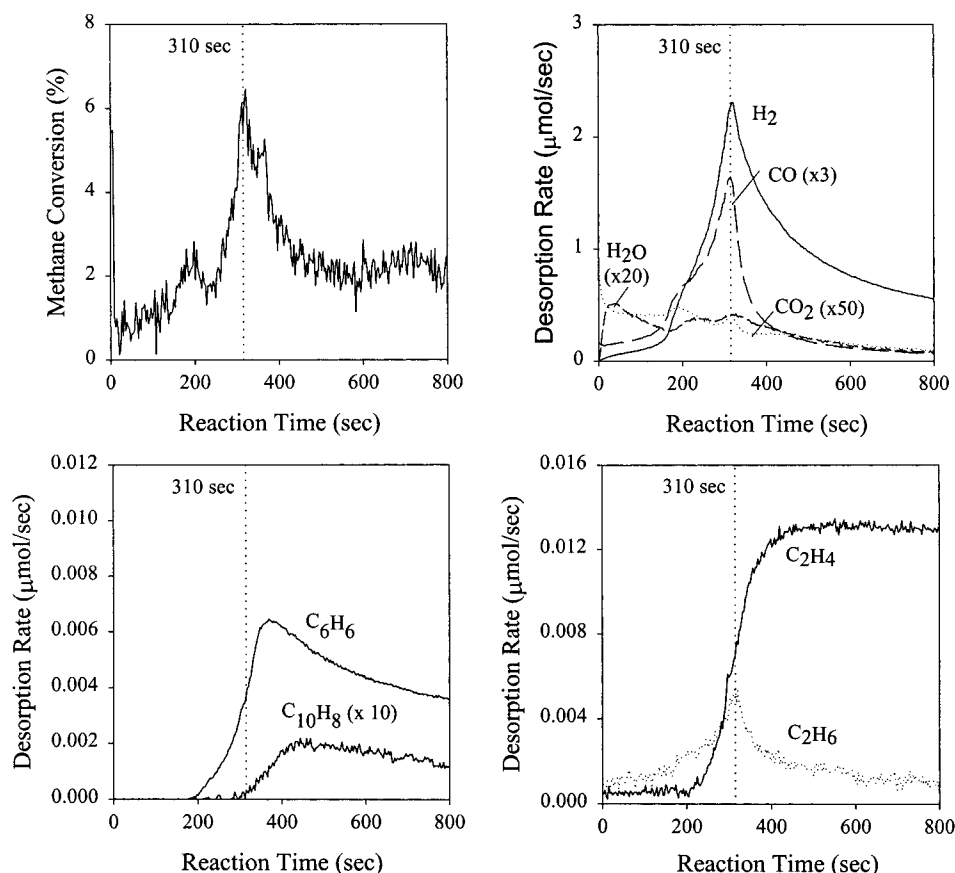 8
6
4
2
0
Methane Conversion (%)
310 sec
0 200 400 600 800
Reaction Time (sec)
3
2
1
0
Desorption Rate (μmol/sec)
310 sec
H2
CO (x3)
H2O
(x20)
CO2 (x50)
0 200 400 600 800
Reaction Time (sec)
0.012
0.010
0.008
0.006
0.004
0.002
0.000
Desorption Rate (μmol/sec)
310 sec
C6H6
C10H8 (x 10)
0 200 400 600 800
Reaction Time (sec)
0.016
0.012
0.008
0.004
0.000
Desorption Rate (μmol/sec)
310 sec
C2H4
C2H6
0 200 400 600 800
Reaction Time (sec)